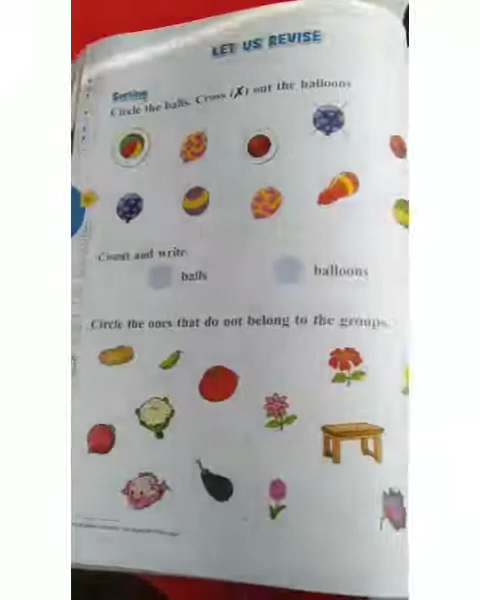 LET US REVISE
Sorting
Circle the balls. Cross (X) out the balloons
Count and write.
balls
balloons
Circle the ones that do not belong to the groups.